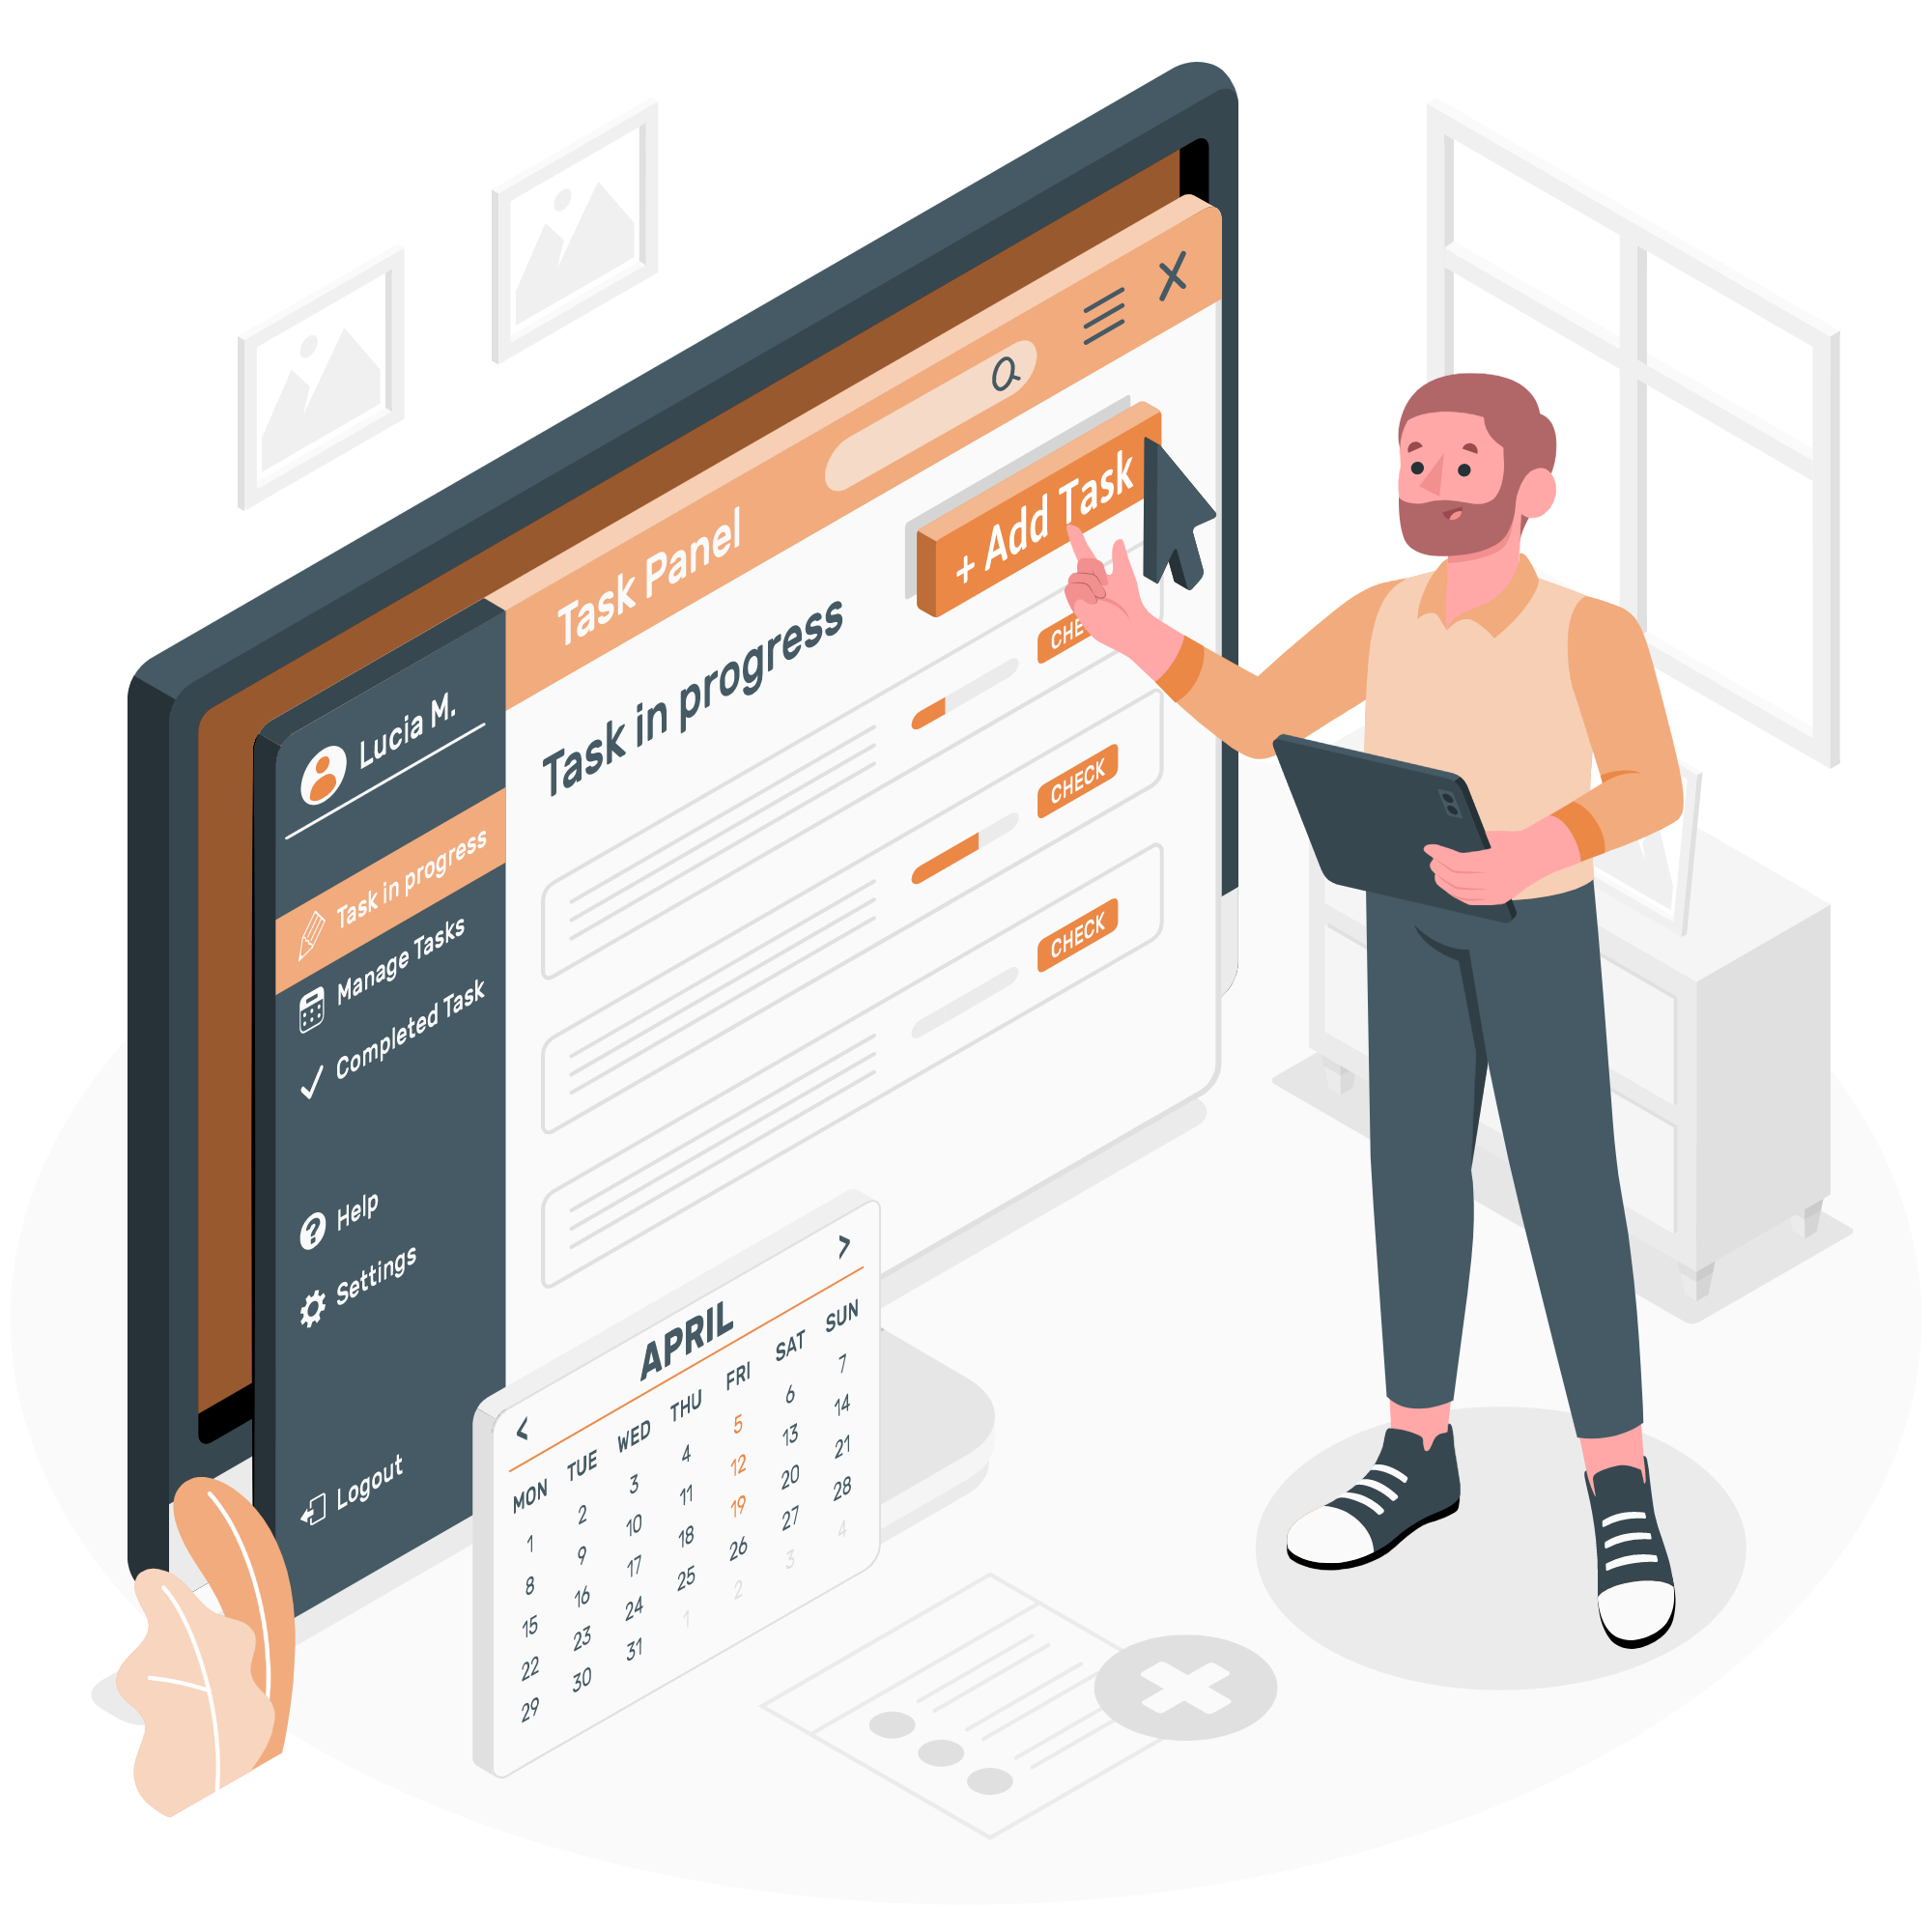 Task Panel
+ Add Task
Lucia M.
Task in progress
Manage Tasks
Completed Task
Help
Settings
Logout
Task in progress
CHECK
CHECK
APRIL
MON TUE WED THU FRI SAT SUN
1 2 3 4 5 6 7
8 9 10 11 12 13 14
15 16 17 18 19 20 21
22 23 24 25 26 27 28
29 30 31 1 2 3 4